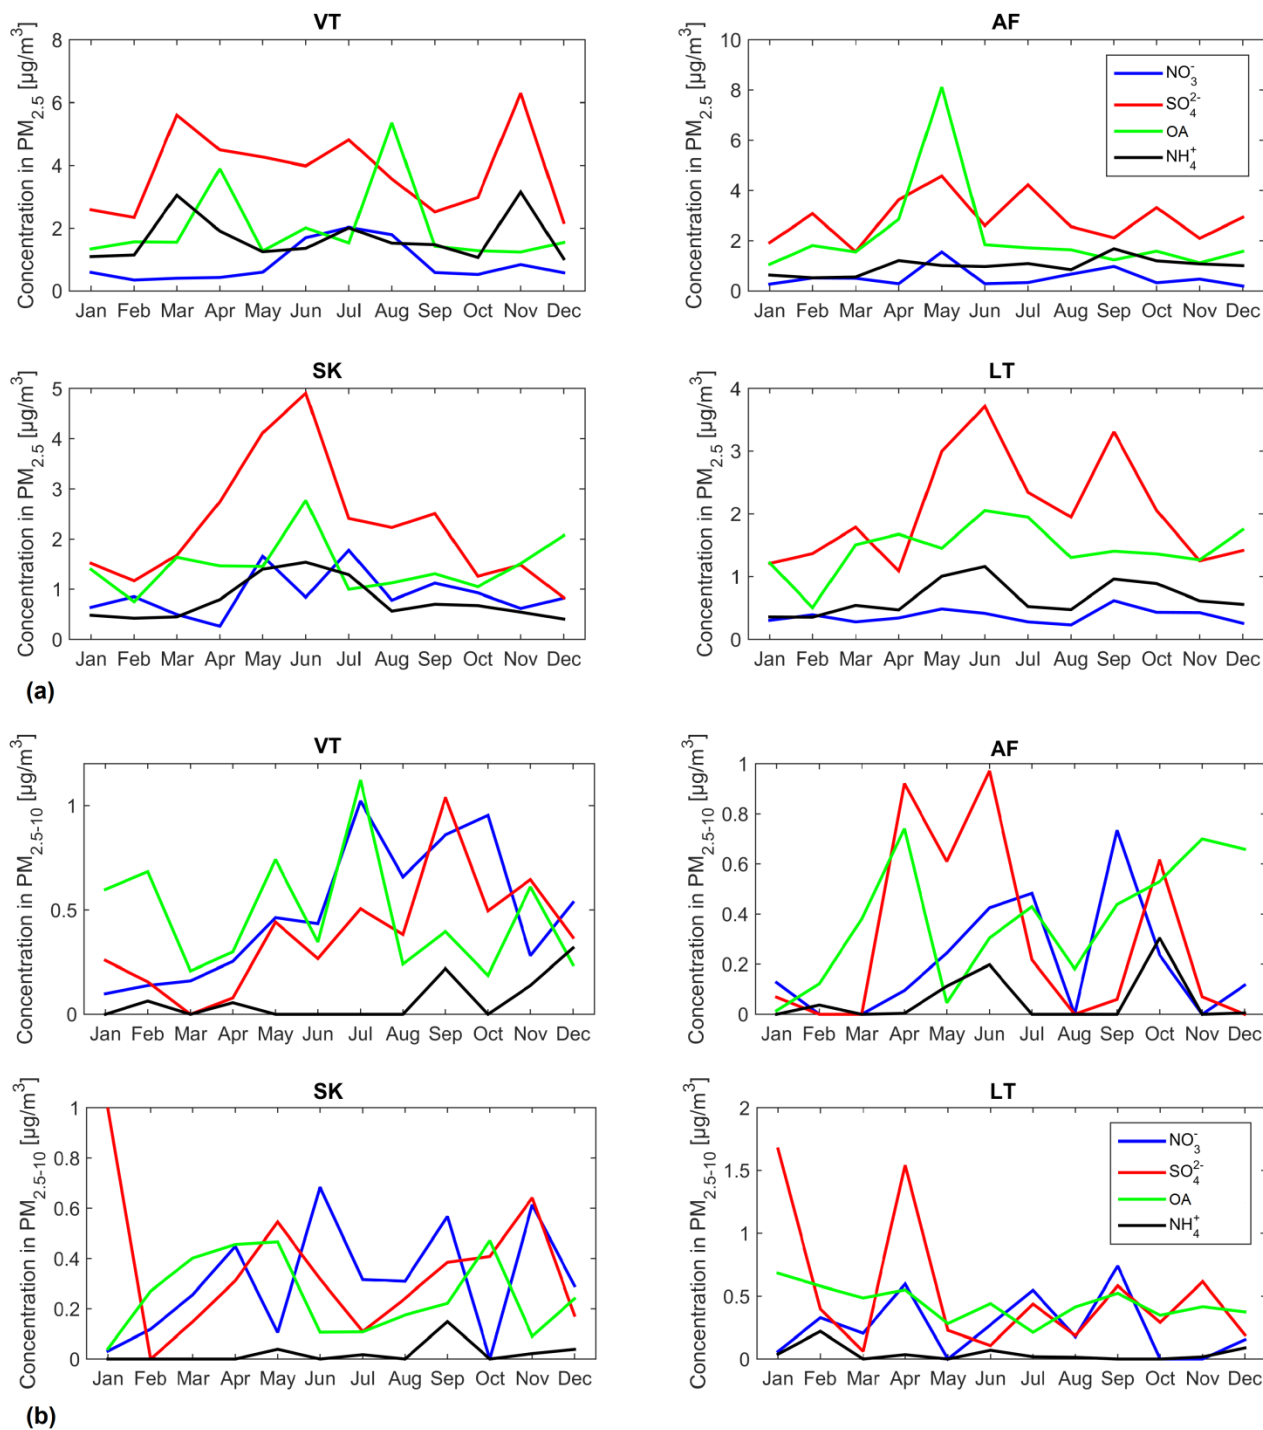 VT
Concentration in PM2.5 [µg/m3]
8
6
4
2
0
Jan Feb Mar Apr May Jun Jul Aug Sep Oct Nov Dec
AF
Concentration in PM2.5 [µg/m3]
10
8
6
4
2
0
NO3-
SO42-
OA
NH4+
Jan Feb Mar Apr May Jun Jul Aug Sep Oct Nov Dec
SK
Concentration in PM2.5 [µg/m3]
5
4
3
2
1
0
Jan Feb Mar Apr May Jun Jul Aug Sep Oct Nov Dec
LT
Concentration in PM2.5 [µg/m3]
4
3
2
1
0
Jan Feb Mar Apr May Jun Jul Aug Sep Oct Nov Dec
(a)
VT
Concentration in PM2.5-10 [µg/m3]
1
0.5
0
Jan Feb Mar Apr May Jun Jul Aug Sep Oct Nov Dec
AF
Concentration in PM2.5-10 [µg/m3]
1
0.8
0.6
0.4
0.2
0
Jan Feb Mar Apr May Jun Jul Aug Sep Oct Nov Dec
SK
Concentration in PM2.5-10 [µg/m3]
1
0.8
0.6
0.4
0.2
0
Jan Feb Mar Apr May Jun Jul Aug Sep Oct Nov Dec
LT
Concentration in PM2.5-10 [µg/m3]
2
1.5
1
0.5
0
NO3-
SO42-
OA
NH4+
Jan Feb Mar Apr May Jun Jul Aug Sep Oct Nov Dec
(b)